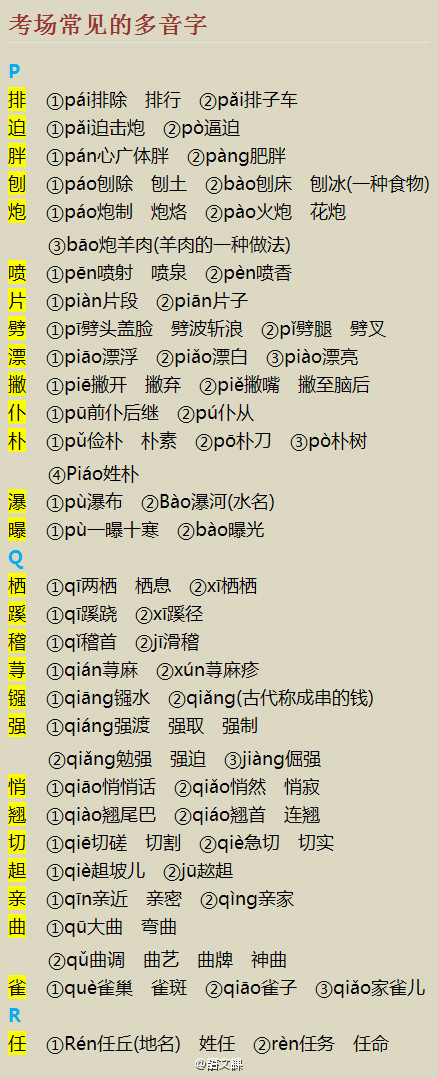 考场常见的多音字
P
排 ①pái排除 排行 ②pǎi排子车
迫 ①pǎi迫击炮 ②pò逼迫
胖 ①pán心广体胖 ②pàng肥胖
刨 ①páo刨除 刨土 ②bào刨床 刨冰(一种食物)
炮 ①páo炮制 炮烙 ②pào火炮 花炮
③bāo炮羊肉(羊肉的一种做法)
喷 ①pēn喷射 喷泉 ②pèn喷香
片 ①piàn片段 ②piān片子
劈 ①pī劈头盖脸 劈波斩浪 ②pǐ劈腿 劈叉
漂 ①piāo漂浮 ②piǎo漂白 ③piào漂亮
撇 ①piē撇开 撇弃 ②piě撇嘴 撇至脑后
仆 ①pū前仆后继 ②pú仆从
朴 ①pǔ俭朴 朴素 ②pō朴刀 ③pò朴树
④Piáo姓朴
瀑 ①pù瀑布 ②Bào瀑河(水名)
曝 ①pù一曝十寒 ②bào曝光
Q
栖 ①qī两栖 栖息 ②xī栖栖
蹊 ①qī蹊跷 ②xī蹊径
稽 ①qǐ稽首 ②jī滑稽
荨 ①qián荨麻 ②xún荨麻疹
镪 ①qiāng镪水 ②qiǎng(古代称成串的钱)
强 ①qiáng强渡 强取 强制
②qiǎng勉强 强迫 ③jiàng倔强
悄 ①qiāo悄悄话 ②qiǎo悄然 悄寂
翘 ①qiào翘尾巴 ②qiáo翘首 连翘
切 ①qiē切磋 切割 ②qiè急切 切实
趄 ①qiè趄坡儿 ②jū趑趄
亲 ①qīn亲近 亲密 ②qìng亲家
曲 ①qū大曲 弯曲
②qǔ曲调 曲艺 曲牌 神曲
雀 ①què雀巢 雀斑 ②qiāo雀子 ③qiǎo家雀儿
R
任 ①Rén任丘(地名) 姓任 ②rèn任务 任命
@语文课